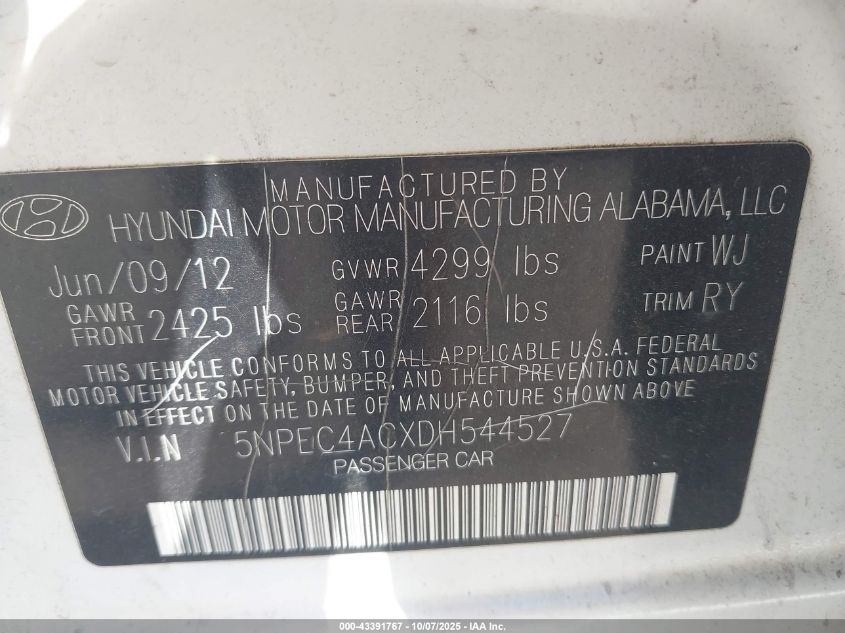 MANUFACTURED BY
HYUNDAI MOTOR MANUFACTURING ALABAMA, LLC
Jun/09/12 GVWR 4299 lbs PAINT WJ
GAWR FRONT 2425 lbs GAWR REAR 2116 lbs TRIM RY
THIS VEHICLE CONFORMS TO ALL APPLICABLE U.S.A. FEDERAL
MOTOR VEHICLE SAFETY, BUMPER, AND THEFT PREVENTION STANDARDS
IN EFFECT ON THE DATE OF MANUFACTURE SHOWN ABOVE
V.I.N 5NPEC4ACXDH544527
PASSENGER CAR
000-43391767 - 10/07/2025 - IAA Inc.